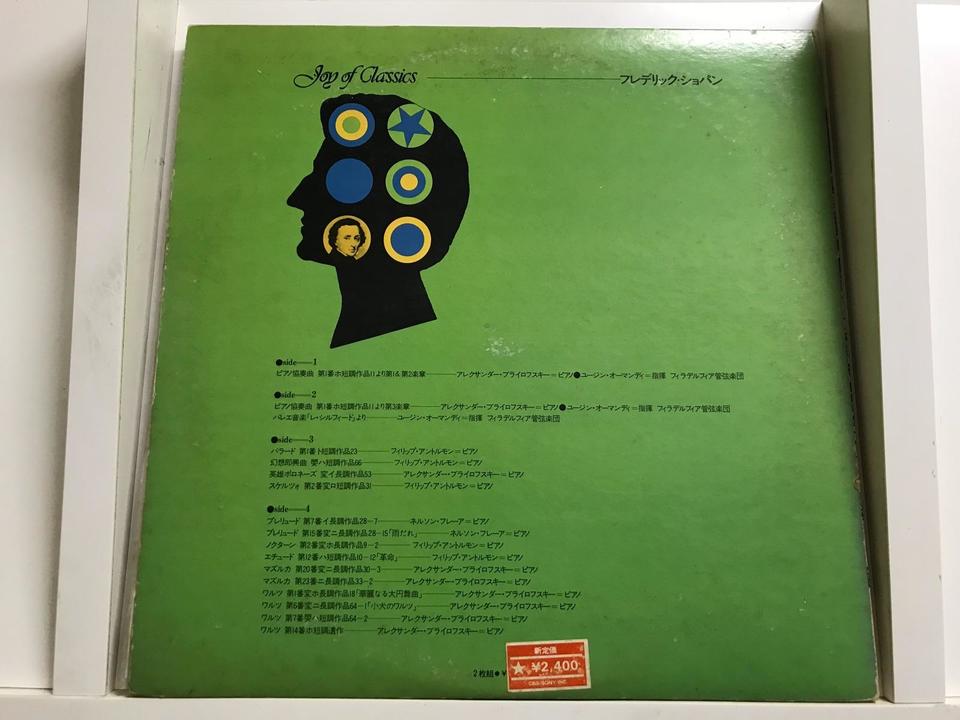 Joy of Classics
フレデリック・ショパン
●side——1
ピアノ協奏曲 第1番ホ短調作品11より第1&第2楽章————アレクサンダー・ブライロフスキー=ピアノ●ユージン・オーマンディ=指揮 フィラデルフィア管弦楽団
●side——2
ピアノ協奏曲 第1番ホ短調作品11より第3楽章————アレクサンダー・ブライロフスキー=ピアノ●ユージン・オーマンディ=指揮 フィラデルフィア管弦楽団
バレエ音楽「レ・シルフィード」より————ユージン・オーマンディ=指揮 フィラデルフィア管弦楽団
●side——3
バラード 第1番ト短調作品23————フィリップ・アントルモン=ピアノ
幻想即興曲 嬰ハ短調作品66————フィリップ・アントルモン=ピアノ
英雄ポロネーズ 変イ長調作品53————アレクサンダー・ブライロフスキー=ピアノ
スケルツォ 第2番変ロ短調作品31————フィリップ・アントルモン=ピアノ
●side——4
プレリュード 第7番イ長調作品28-7————ネルソン・フレーア=ピアノ
プレリュード 第15番変ニ長調作品28-15「雨だれ」————ネルソン・フレーア=ピアノ
ノクターン 第2番変ホ長調作品9-2————フィリップ・アントルモン=ピアノ
エチュード 第12番ハ短調作品10-12「革命」————フィリップ・アントルモン=ピアノ
マズルカ 第20番変ニ長調作品30-3————アレクサンダー・ブライロフスキー=ピアノ
マズルカ 第23番ニ長調作品33-2————アレクサンダー・ブライロフスキー=ピアノ
ワルツ 第1番変ホ長調作品18「華麗なる大円舞曲」————アレクサンダー・ブライロフスキー=ピアノ
ワルツ 第6番変ニ長調作品64-1「小犬のワルツ」————アレクサンダー・ブライロフスキー=ピアノ
ワルツ 第7番嬰ハ短調作品64-2————アレクサンダー・ブライロフスキー=ピアノ
ワルツ 第14番ホ短調遺作————アレクサンダー・ブライロフスキー=ピアノ
2枚組●¥
新定価
★ ¥2,400
CBS/SONY INC.